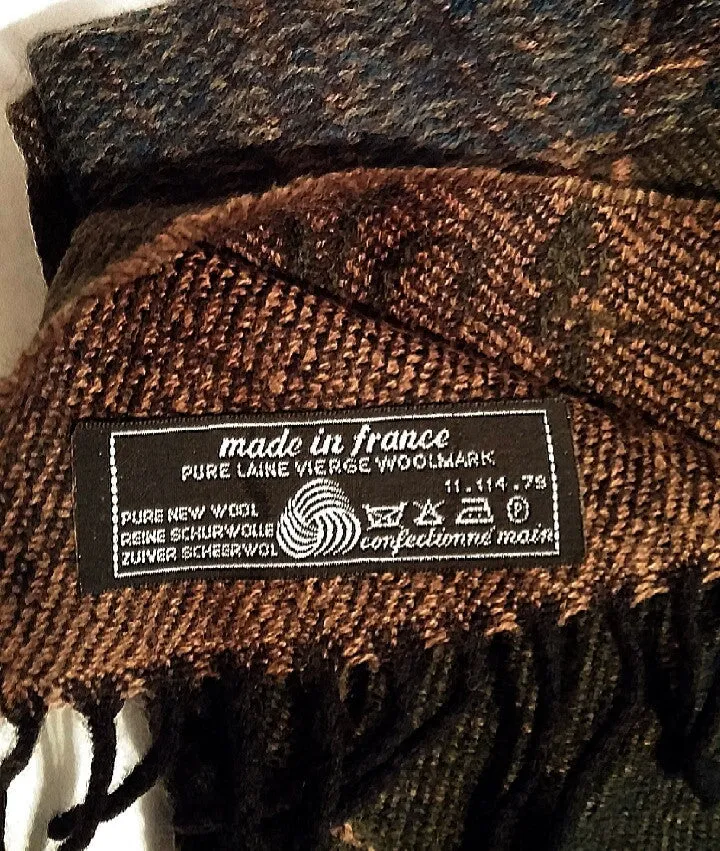 made in france
PURE LAINE VIERGE WOOLMARK
11.114.79
PURE NEW WOOL
REINE SCHURWOLLE
ZUIVER SCHEERWOL
P
confectionné main